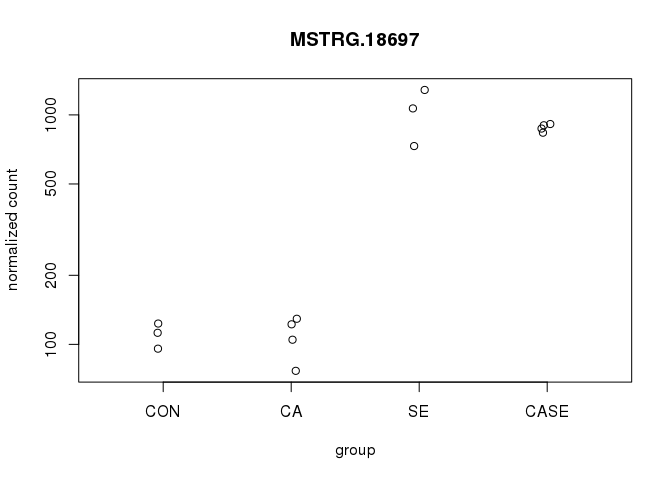 MSTRG.18697
normalized count
1000
500
200
100
CON CA SE CASE
group